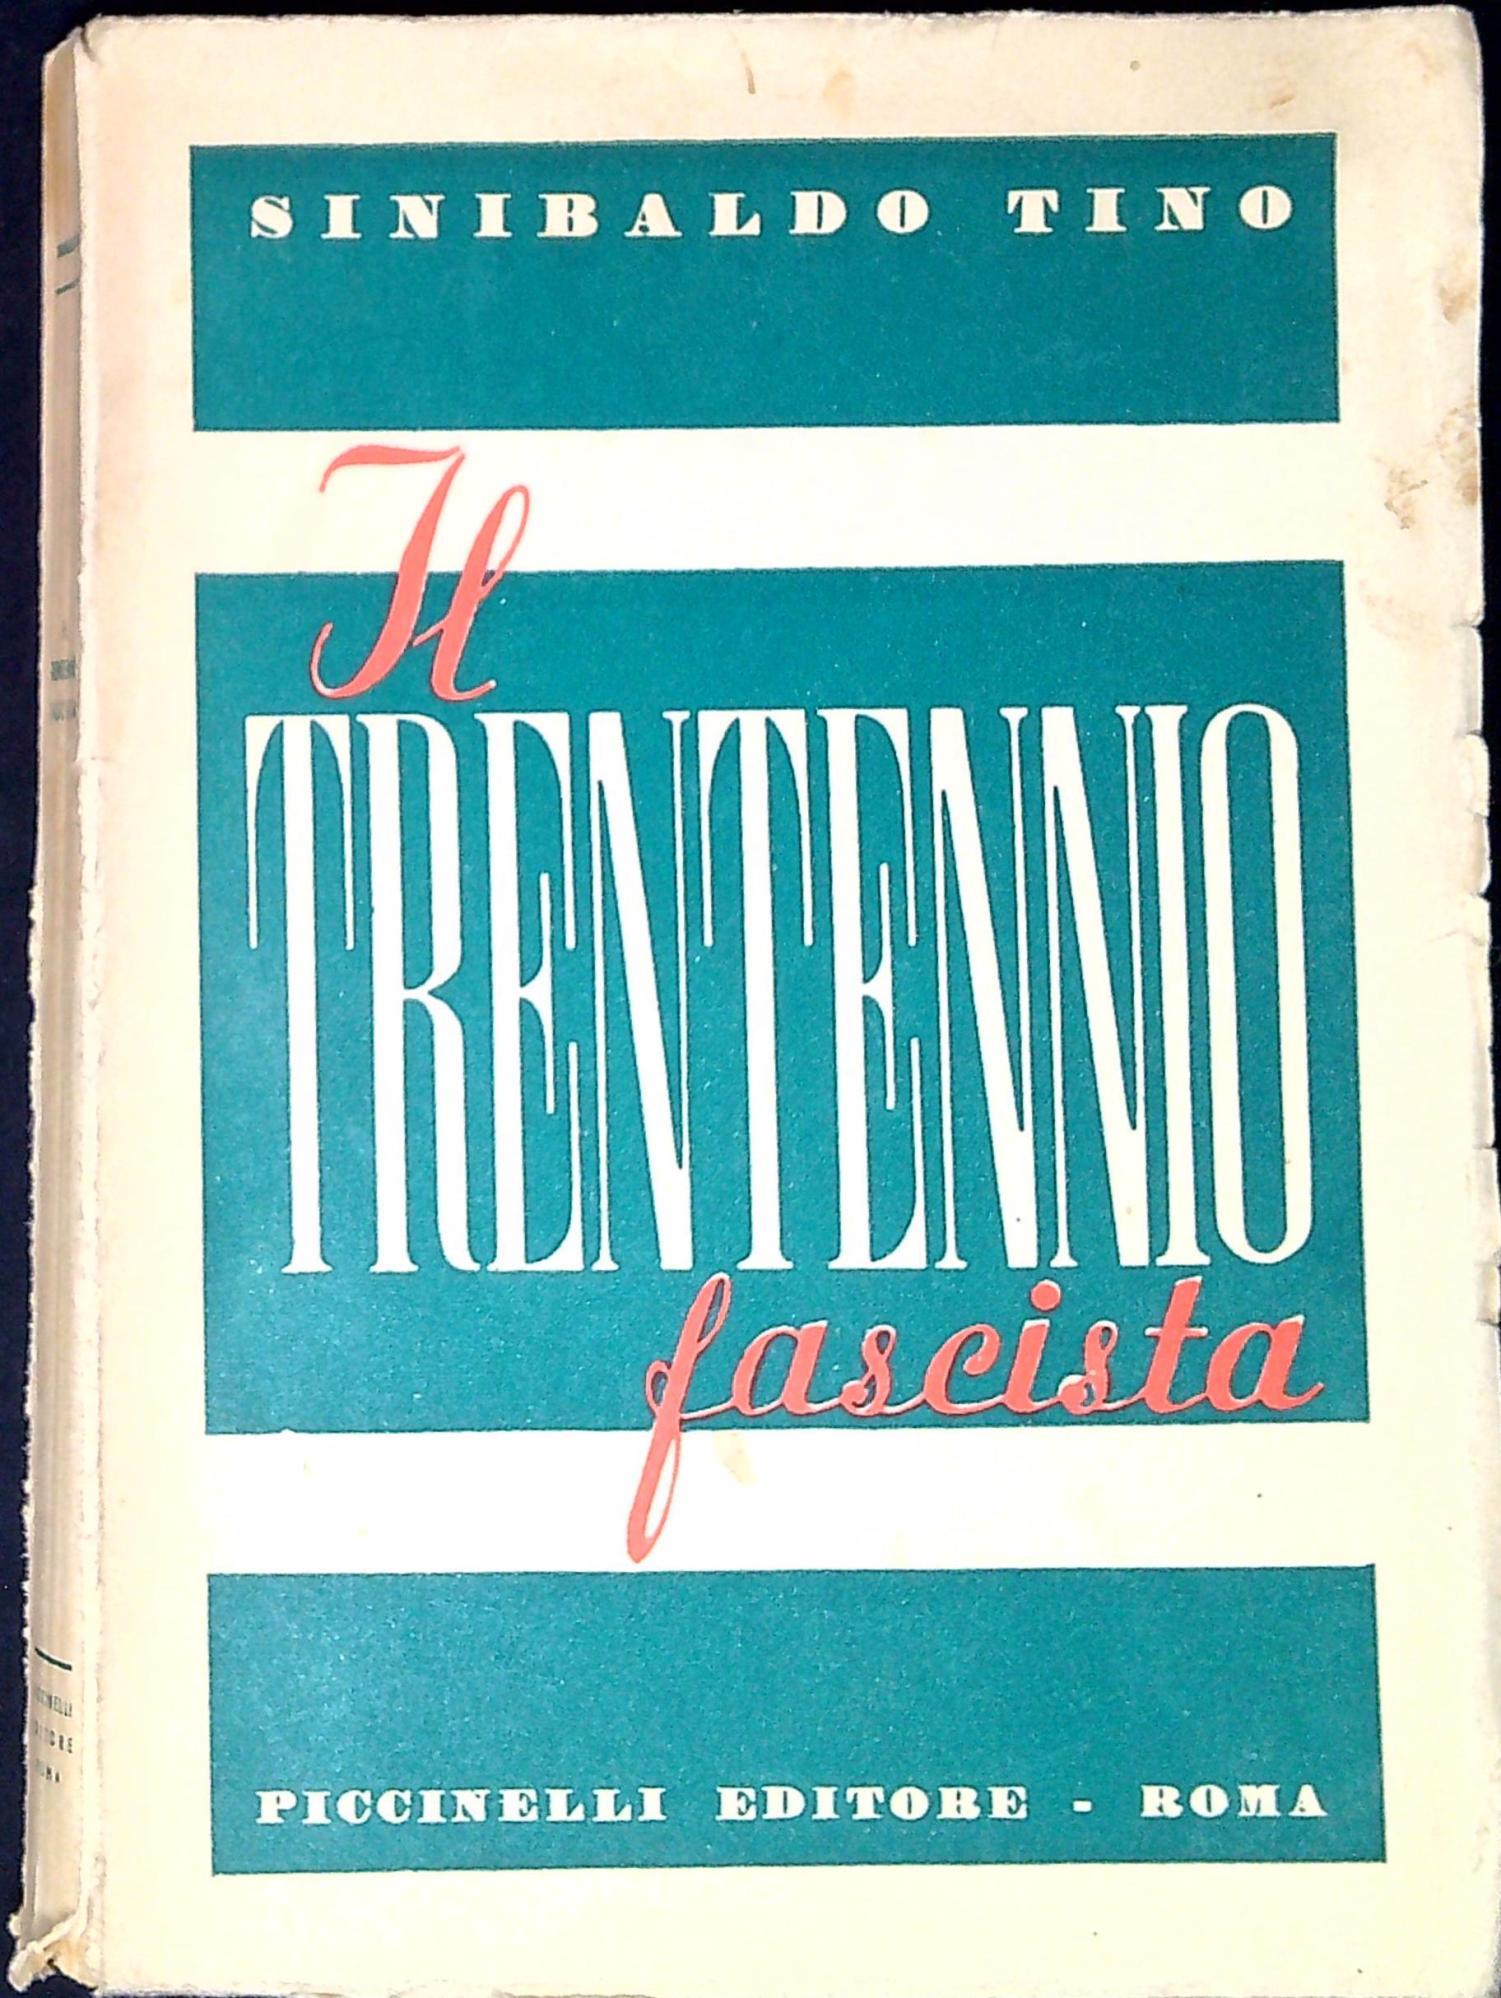 SINIBALDO TINO
Il
TRENTENNIO
fascista
PICCINELLI EDITORE - ROMA